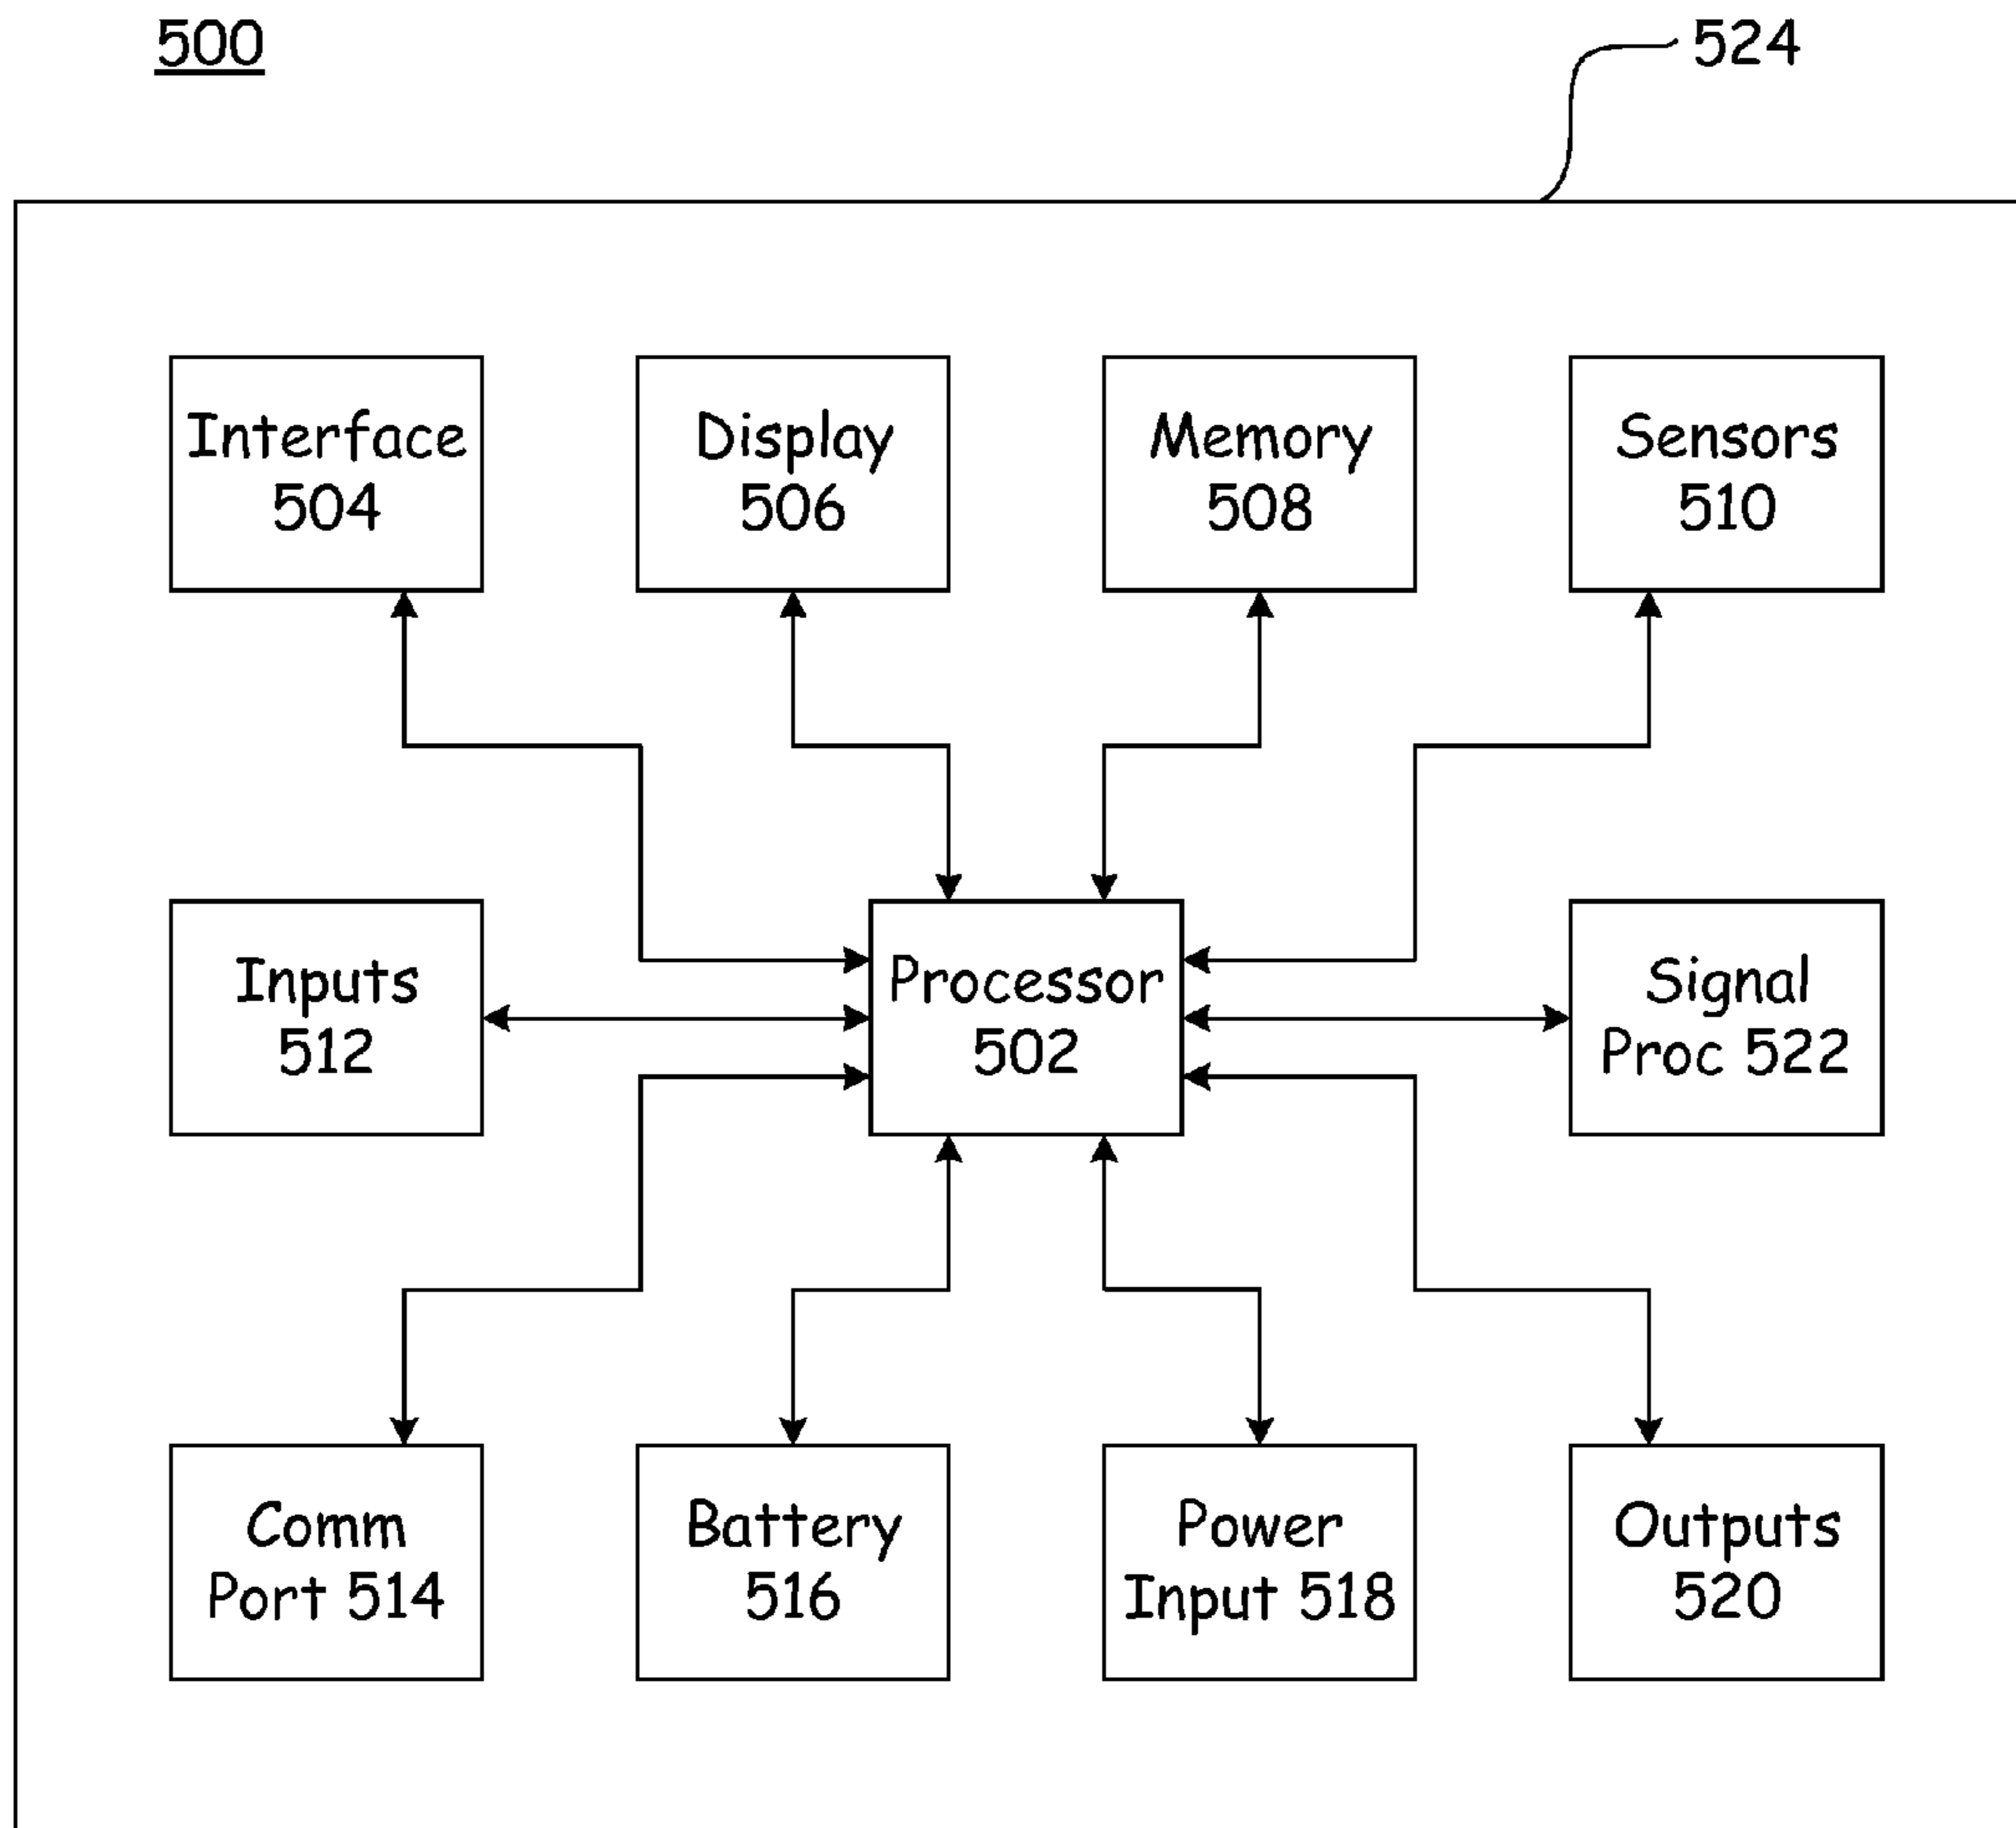 500
524
Interface
504
Display
506
Memory
508
Sensors
510
Inputs
512
Processor
502
Signal
Proc 522
Comm
Port 514
Battery
516
Power
Input 518
Outputs
520